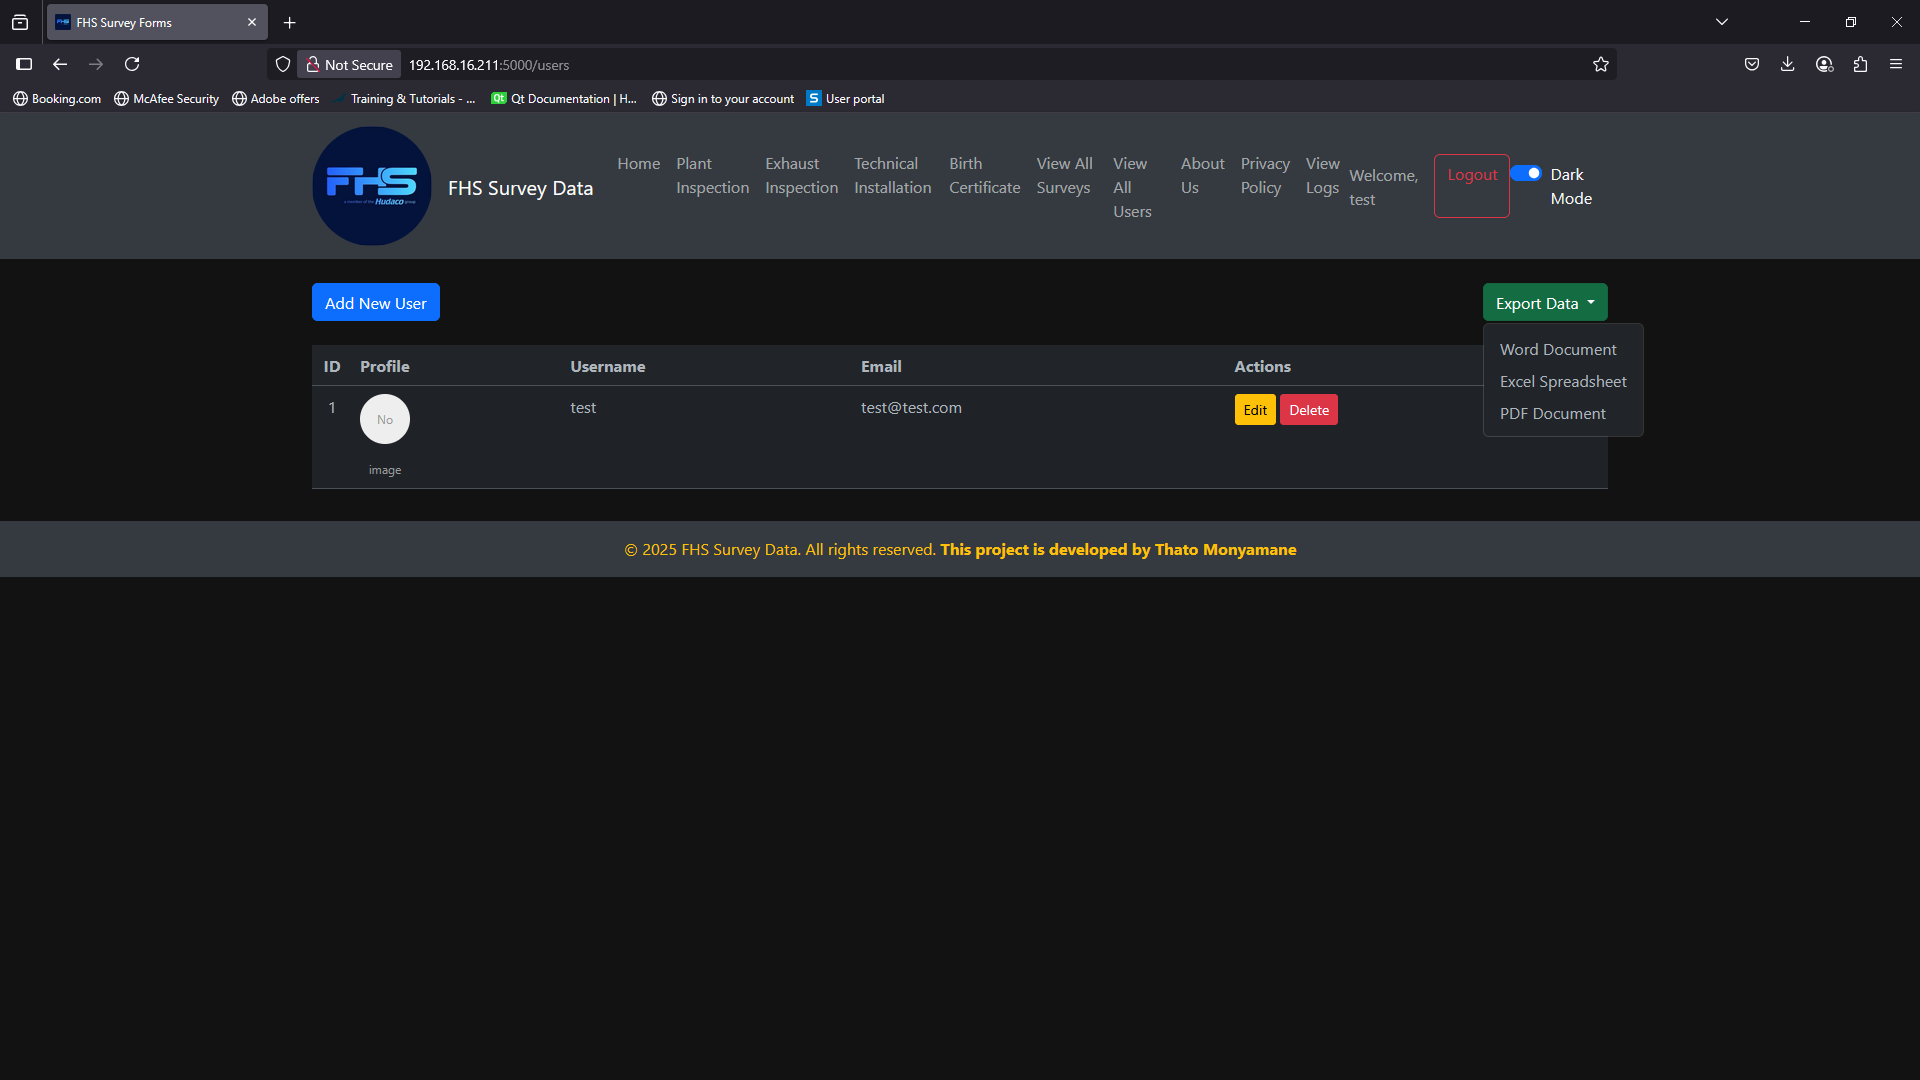 FHS Survey Forms
Not Secure 192.168.16.211:5000/users
Booking.com McAfee Security Adobe offers Training & Tutorials - ... Qt Documentation | H... Sign in to your account User portal
FHS
a member of the Hudaco group
FHS Survey Data
Home
Plant
Inspection
Exhaust
Inspection
Technical
Installation
Birth
Certificate
View All
Surveys
View
All
Users
About
Us
Privacy
Policy
View
Logs
Welcome,
test
Logout
Dark
Mode
Add New User
Export Data
Word Document
Excel Spreadsheet
PDF Document
ID Profile Username Email Actions
1 No image test test@test.com Edit Delete
© 2025 FHS Survey Data. All rights reserved. This project is developed by Thato Monyamane